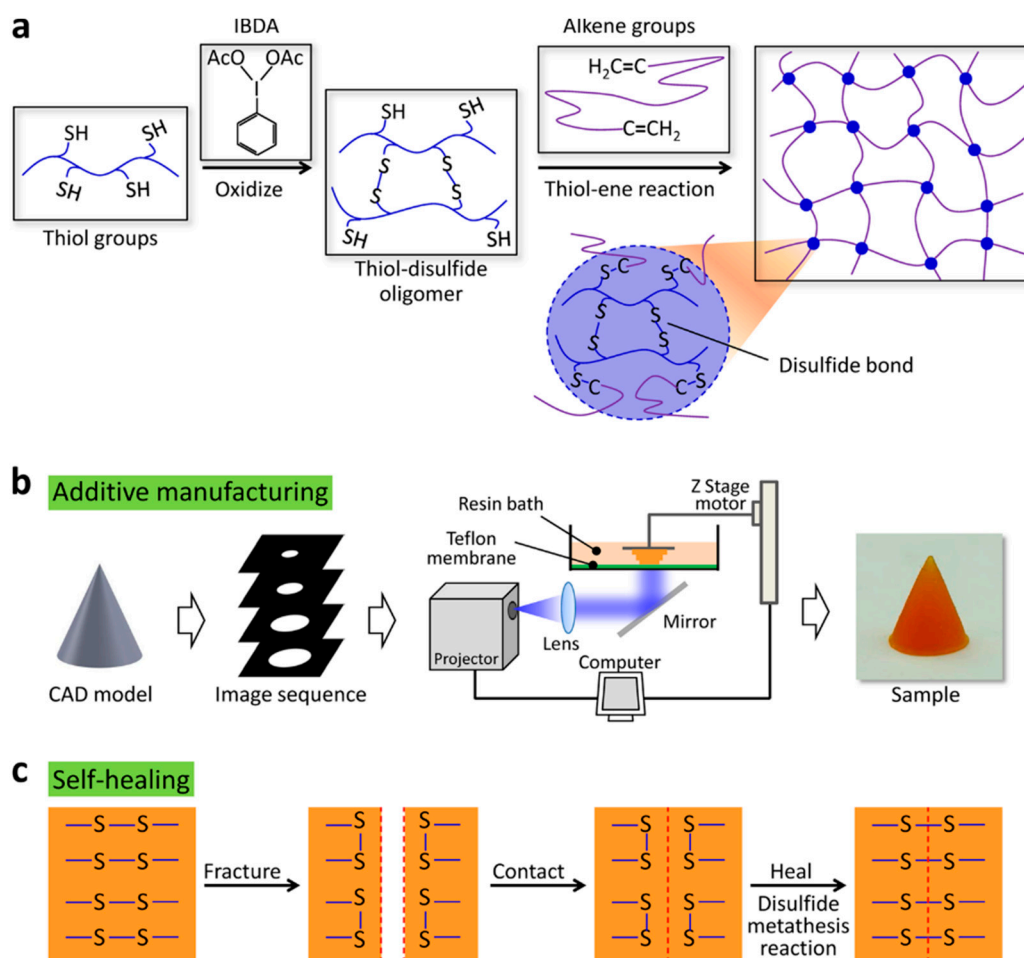 a
IBDA
AcO OAc
I
SH SH
SH SH
Thiol groups
Oxidize
SH SH
S S
S S
SH SH
Thiol-disulfide
oligomer
Alkene groups
H₂C=C
C=CH₂
Thiol-ene reaction
S-C C-S
S S
S S
S-C C-S
Disulfide bond
b
Additive manufacturing
CAD model
Image sequence
Resin bath
Teflon
membrane
Z Stage
motor
Projector
Lens
Mirror
Computer
Sample
c
Self-healing
S S
S S
S S
S S
Fracture
S S
S S
S S
S S
Contact
S S
S S
S S
S S
Heal
Disulfide
metathesis
reaction
S S
S S
S S
S S